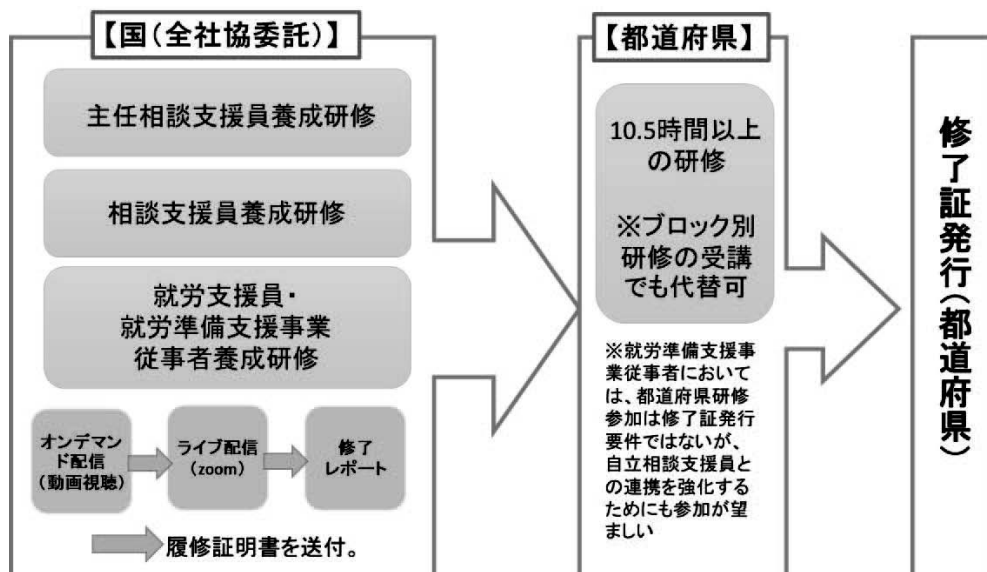 【国(全社協委託)】
主任相談支援員養成研修
相談支援員養成研修
就労支援員・
就労準備支援事業
従事者養成研修
オンデマン
ド配信
(動画視聴)
ライブ配信
(zoom)
修了
レポート
履修証明書を送付。
【都道府県】
10.5時間以上
の研修
※ブロック別
研修の受講
でも代替可
※就労準備支援事
業従事者において
は、都道府県研修
参加は修了証発行
要件ではないが、
自立相談支援員と
の連携を強化する
ためにも参加が望
ましい
修了証発行(都道府県)